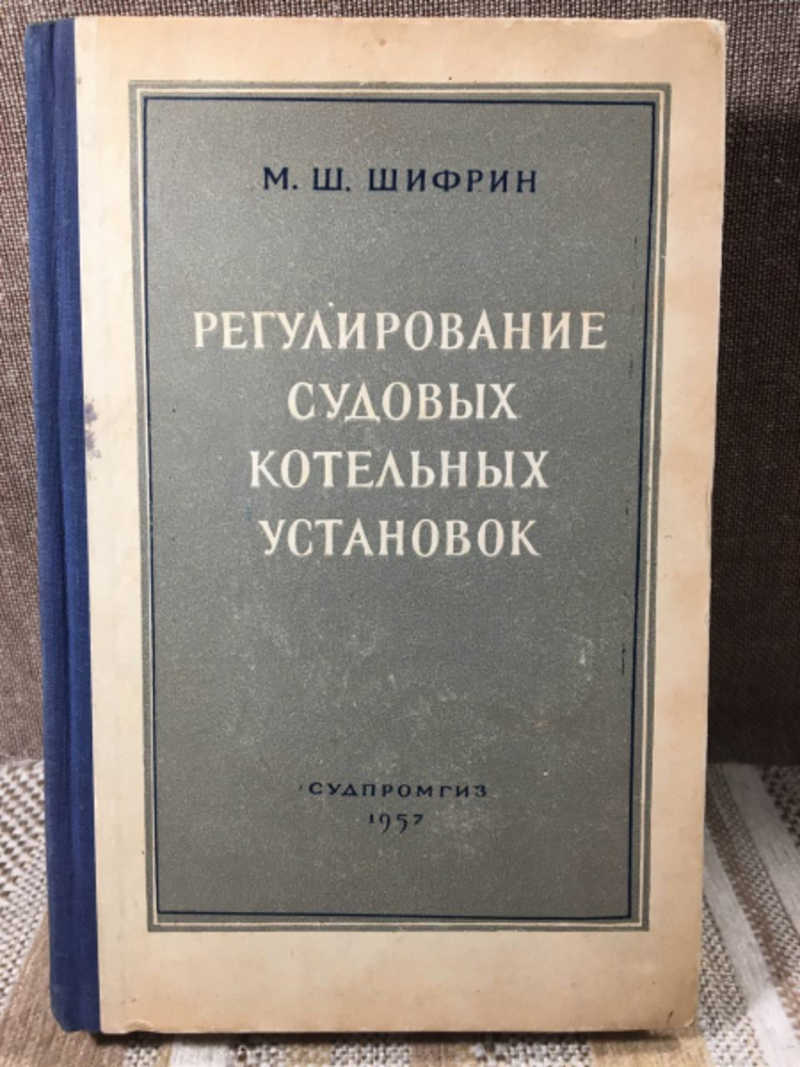 М. Ш. ШИФРИН
РЕГУЛИРОВАНИЕ
СУДОВЫХ
КОТЕЛЬНЫХ
УСТАНОВОК
СУДПРОМГИЗ
1957